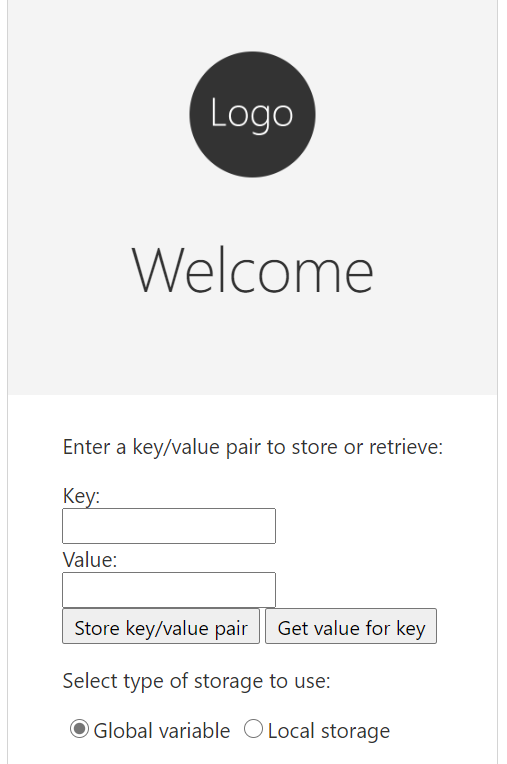 Logo
Welcome
Enter a key/value pair to store or retrieve:
Key:
Value:
Store key/value pair Get value for key
Select type of storage to use:
Global variable Local storage